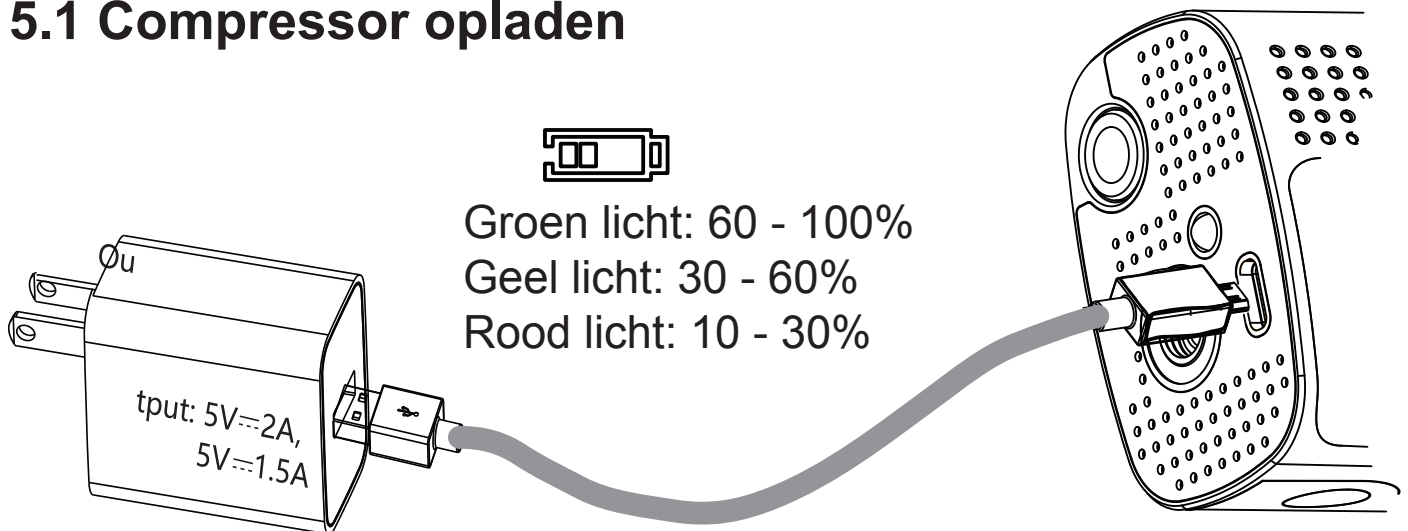 5.1 Compressor opladen
Groen licht: 60 - 100%
Geel licht: 30 - 60%
Rood licht: 10 - 30%
Ou
tput: 5V⎓2A,
5V⎓1.5A